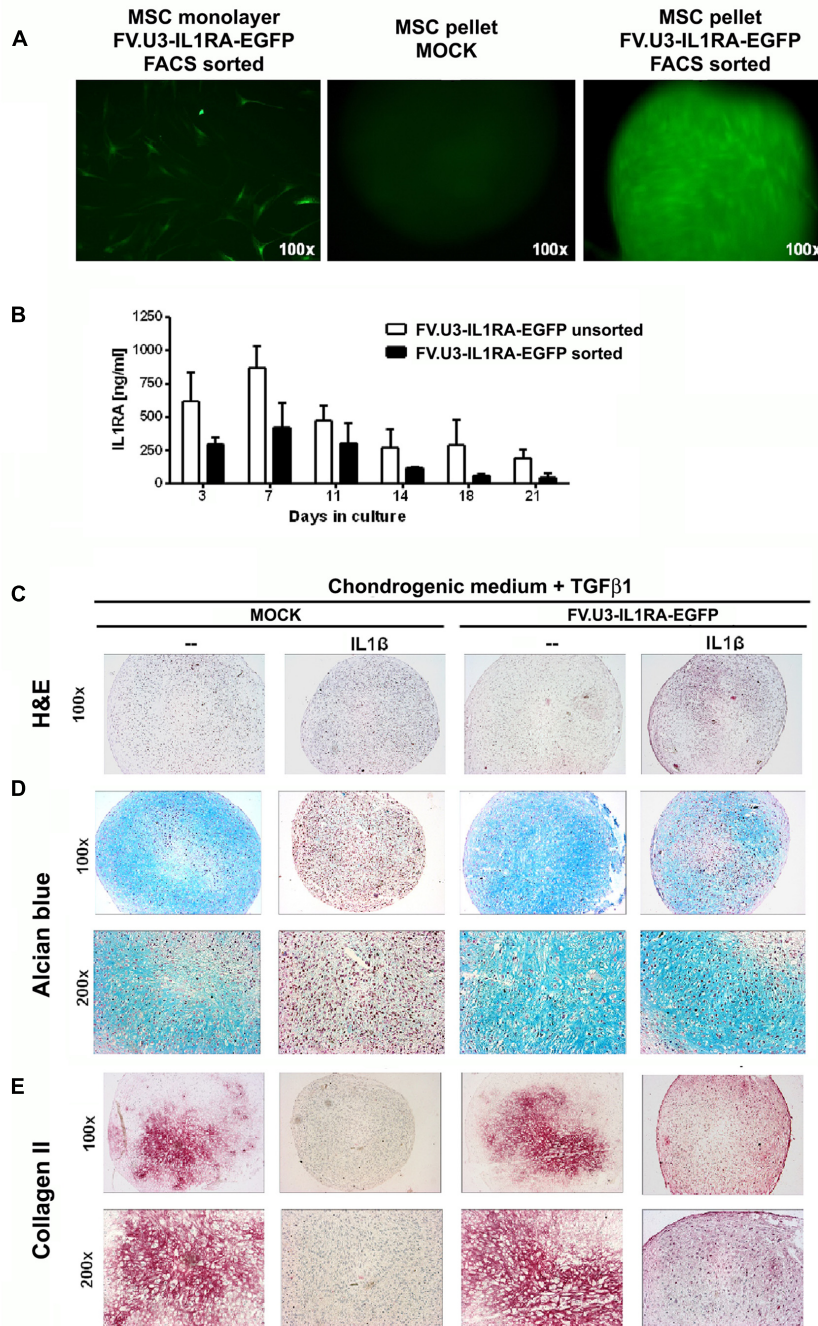 A
MSC monolayer
FV.U3-IL1RA-EGFP
FACS sorted
MSC pellet
MOCK
MSC pellet
FV.U3-IL1RA-EGFP
FACS sorted
100x
100x
100x
B
IL1RA [ng/ml]
1250
1000
750
500
250
0
FV.U3-IL1RA-EGFP unsorted
FV.U3-IL1RA-EGFP sorted
3 7 11 14 18 21
Days in culture
C
Chondrogenic medium + TGFβ1
MOCK
FV.U3-IL1RA-EGFP
-- IL1ß -- IL1ß
H&E
100x
D
Alcian blue
100x
200x
E
Collagen II
100x
200x